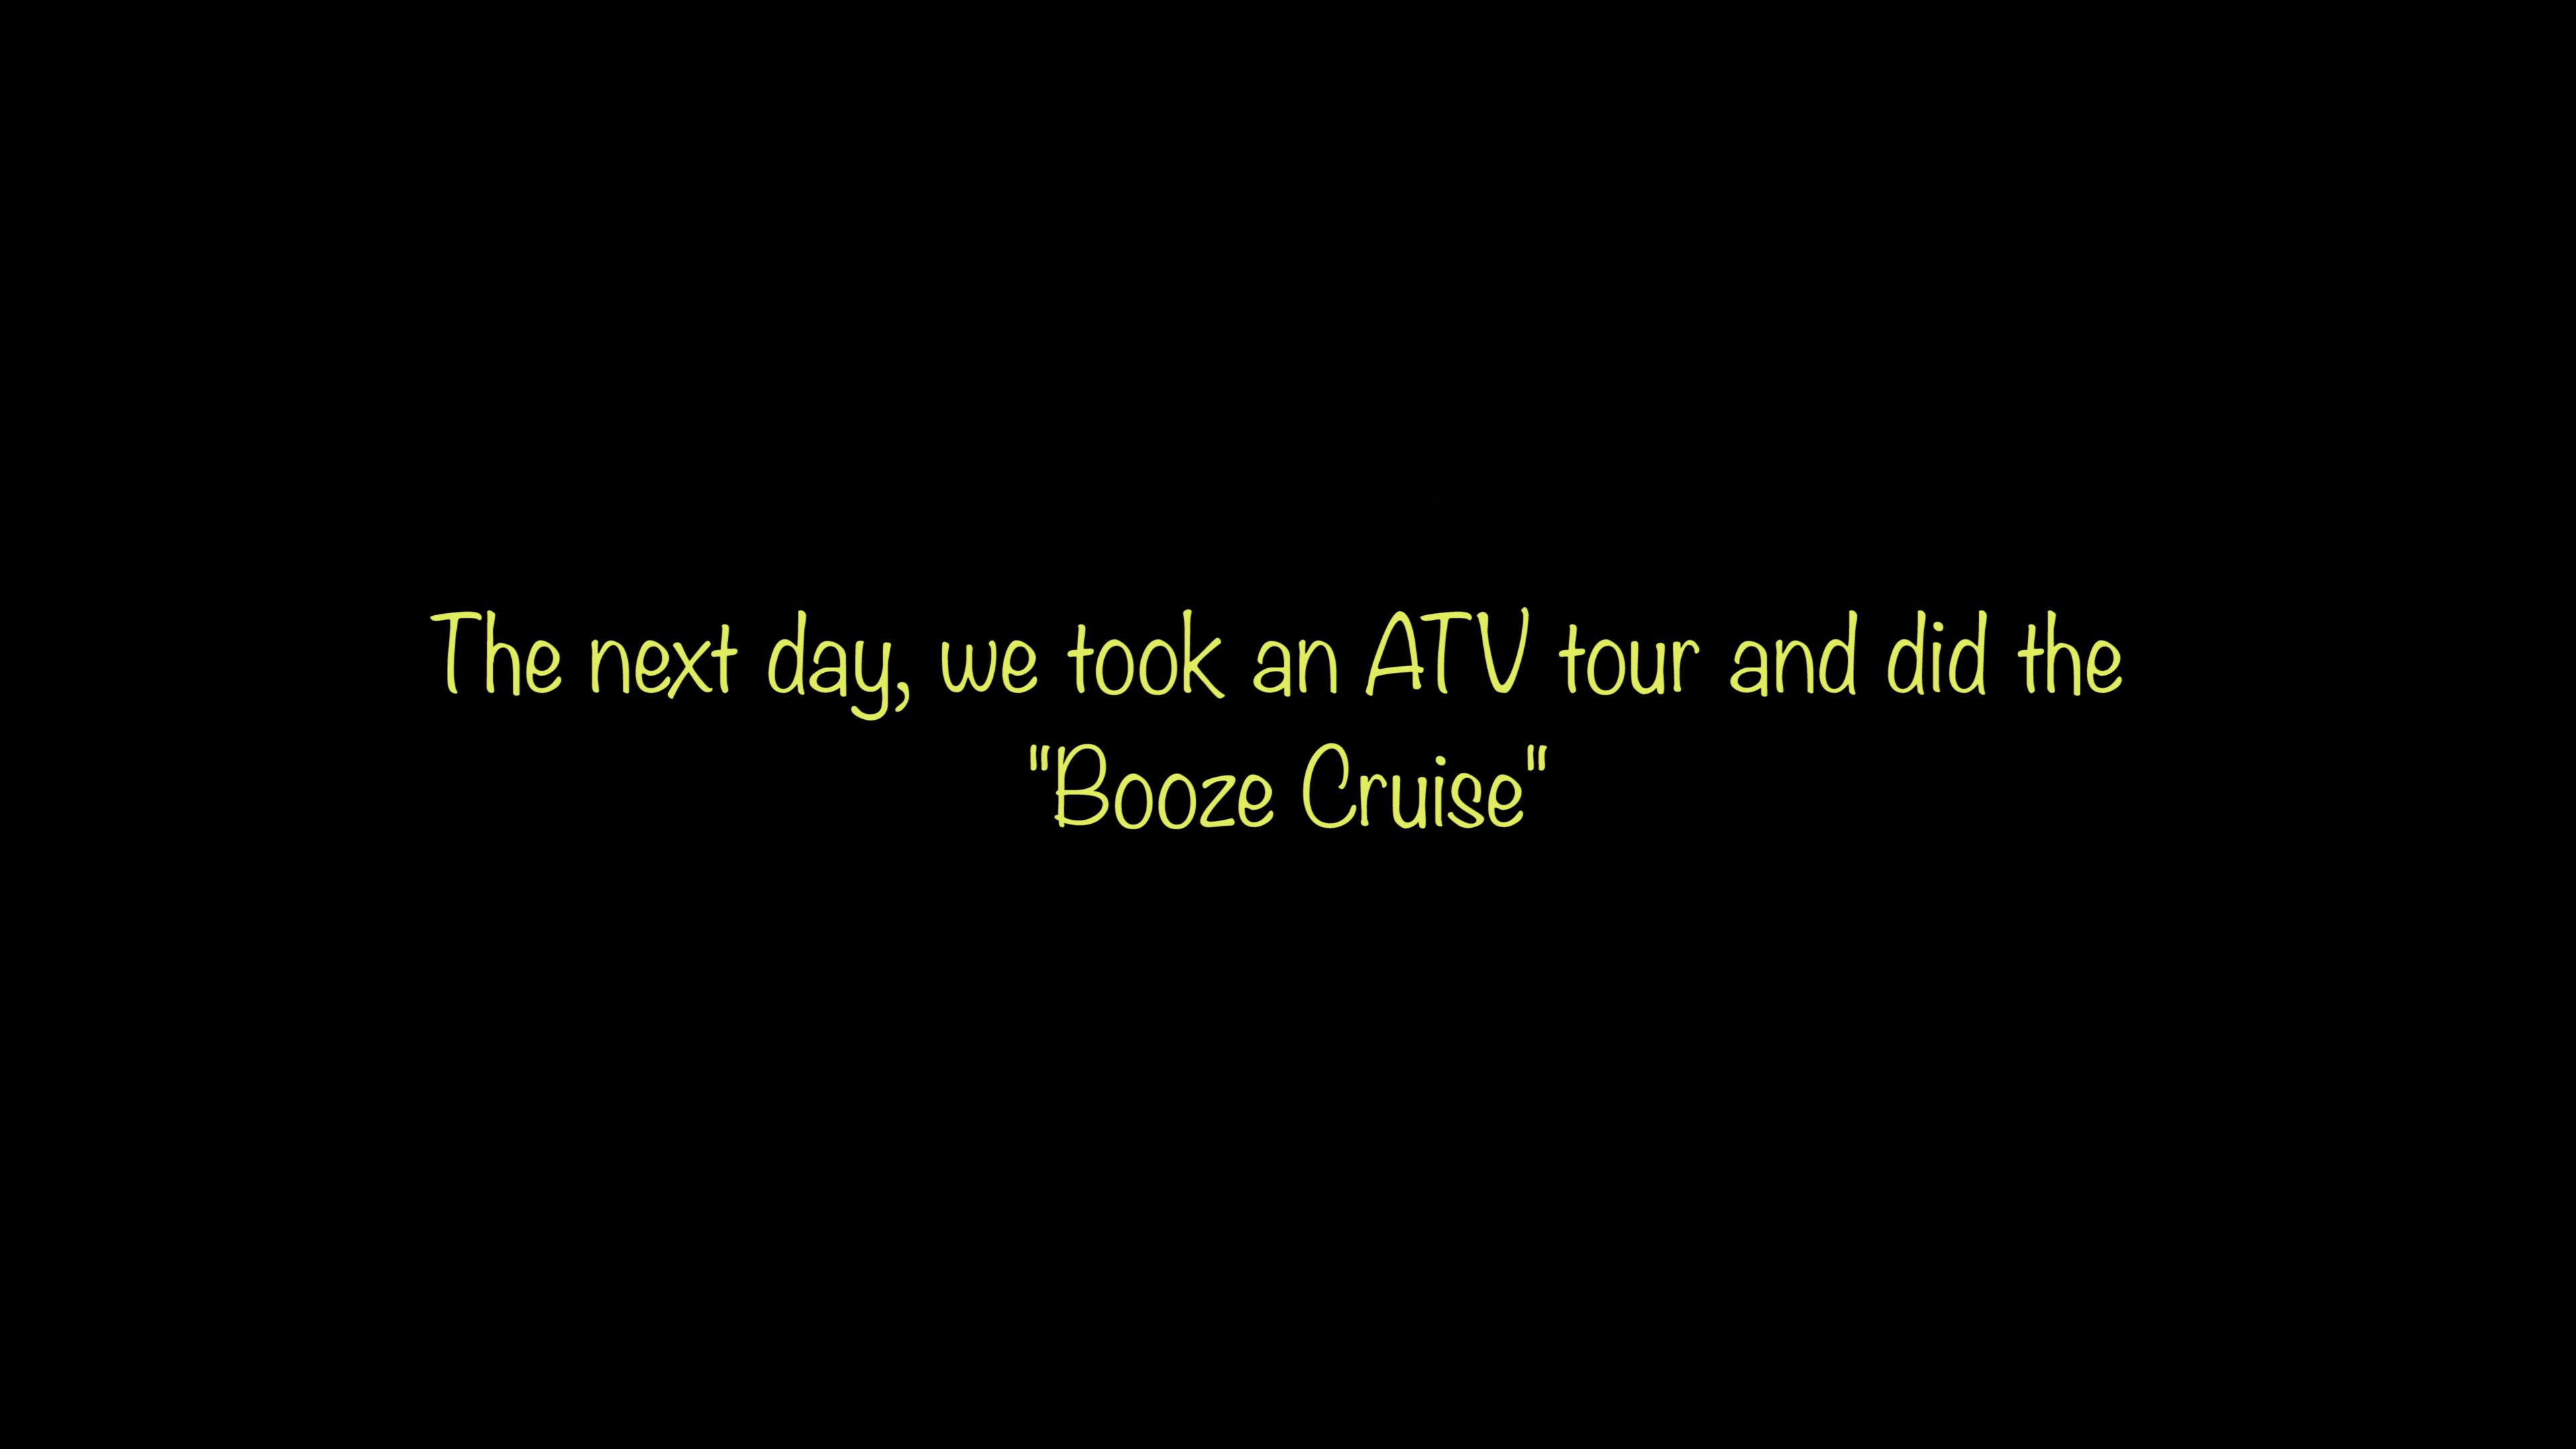 The next day, we took an ATV tour and did the
"Booze Cruise"